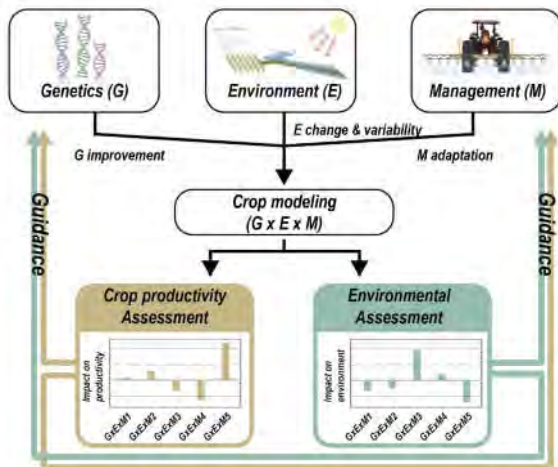 Genetics (G)
Environment (E)
Management (M)
E change & variability
G improvement
M adaptation
Guidance
Guidance
Crop modeling
(G x E x M)
Crop productivity
Assessment
Environmental
Assessment
Impact on
productivity
GxExM1
GxExM2
GxExM3
GxExM4
GxExM5
Impact on
environment
GxExM1
GxExM2
GxExM3
GxExM4
GxExM5